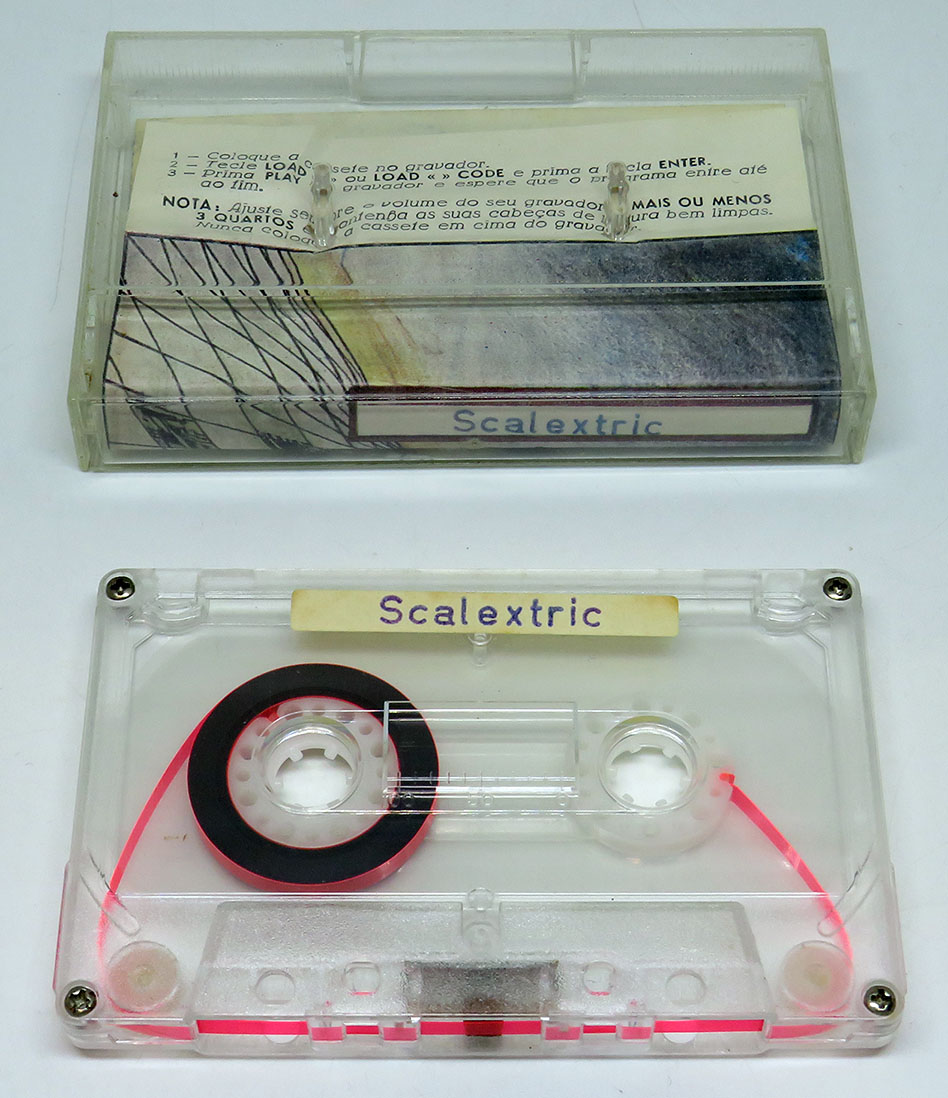 1 — Coloque a cassete no gravador.
2 — Tecle LOAD « » ou LOAD « » CODE e prima a tecla ENTER.
3 — Prima PLAY gravador e espere que o programa entre até
ao fim.
NOTA: Ajuste sempre o volume do seu gravador MAIS OU MENOS
3 QUARTOS e as suas cabeças de bem limpas.
Nunca coloque a cassete em cima do gravador.
Scalextric
Scalextric